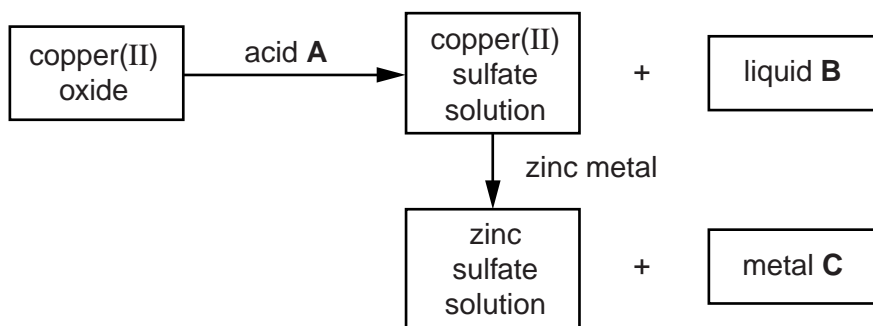 copper(II)
oxide
acid A
copper(II)
sulfate
solution
+
liquid B
zinc metal
zinc
sulfate
solution
+
metal C